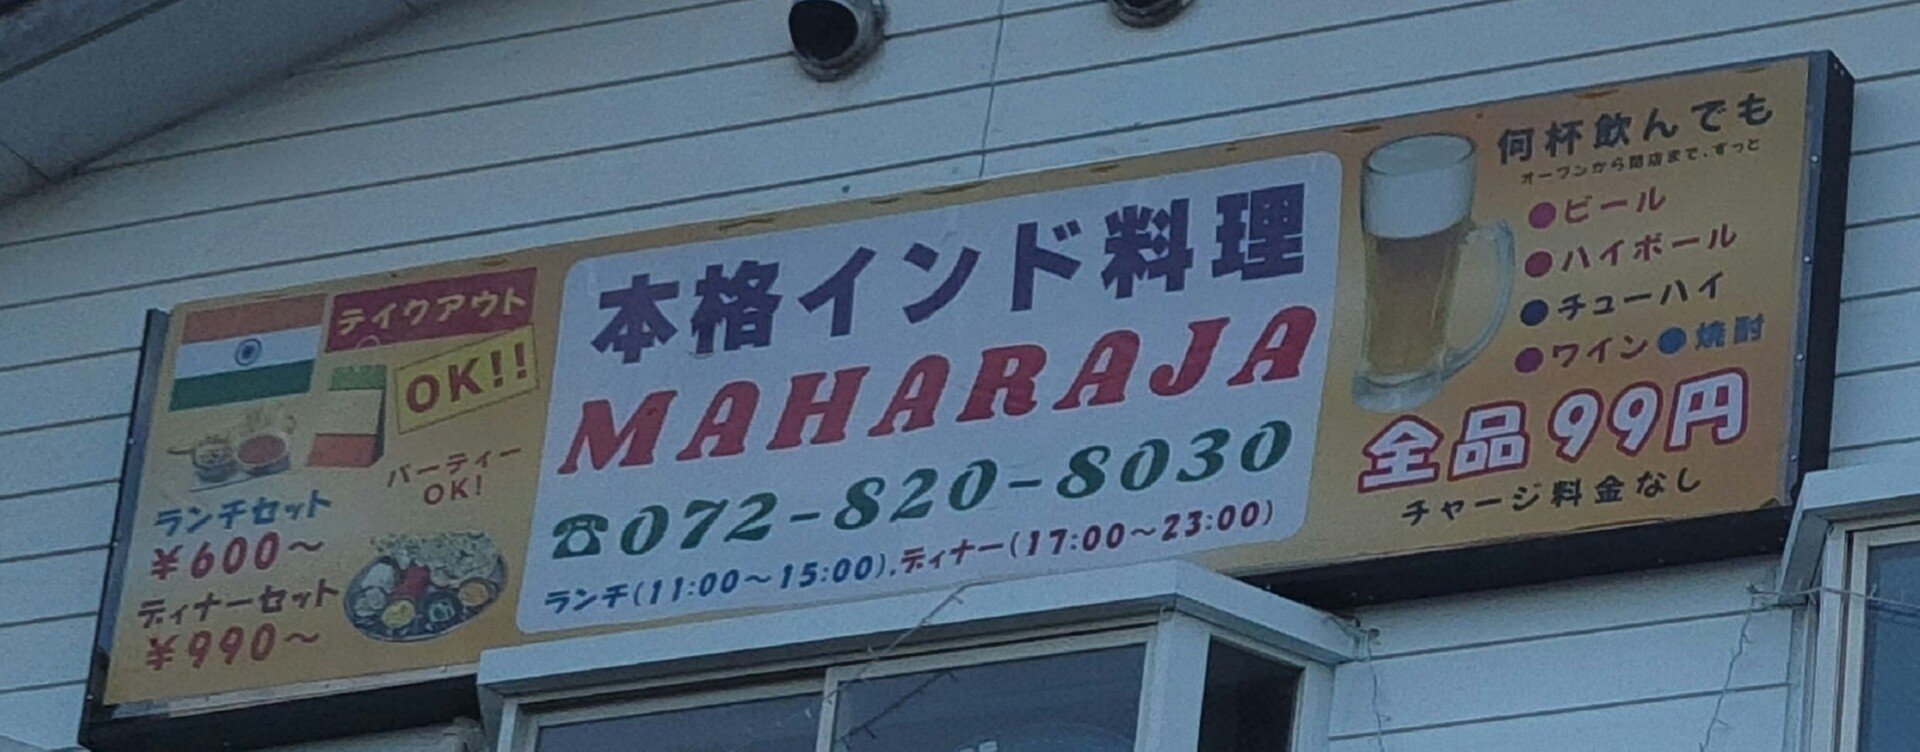 テイクアウト
OK!!
パーティー
OK!
ランチセット
¥600～
ディナーセット
¥990～
本格インド料理
MAHARAJA
☎072-820-8030
ランチ(11:00～15:00).ディナー(17:00～23:00)
何杯飲んでも
オープンから閉店まで、ずっと
●ビール
●ハイボール
●チューハイ
●ワイン●焼酎
全品99円
チャージ料金なし